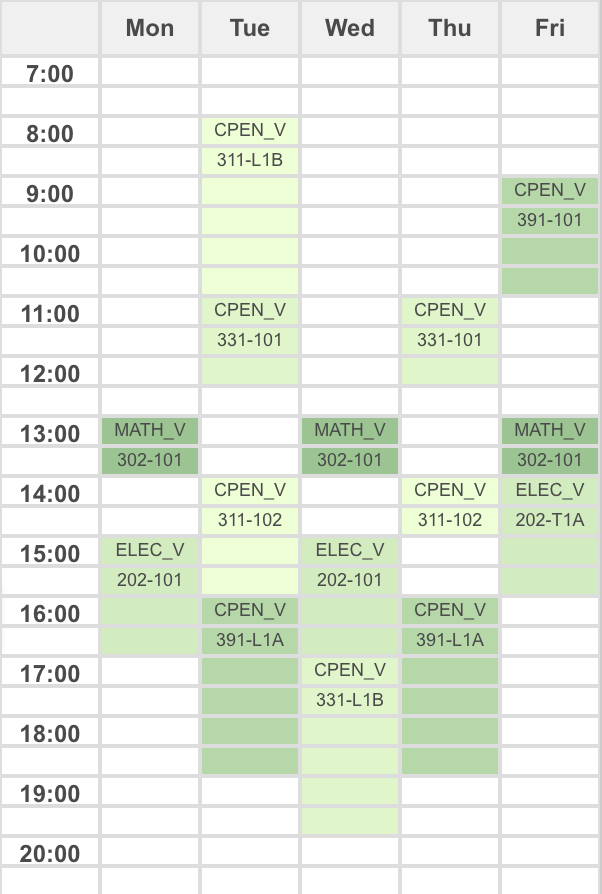 Mon Tue Wed Thu Fri
7:00
8:00 CPEN_V
311-L1B
9:00 CPEN_V
391-101
10:00
11:00 CPEN_V CPEN_V
331-101 331-101
12:00
13:00 MATH_V MATH_V MATH_V
302-101 302-101 302-101
14:00 CPEN_V CPEN_V ELEC_V
311-102 311-102 202-T1A
15:00 ELEC_V ELEC_V
202-101 202-101
16:00 CPEN_V CPEN_V
391-L1A 391-L1A
17:00 CPEN_V
331-L1B
18:00
19:00
20:00